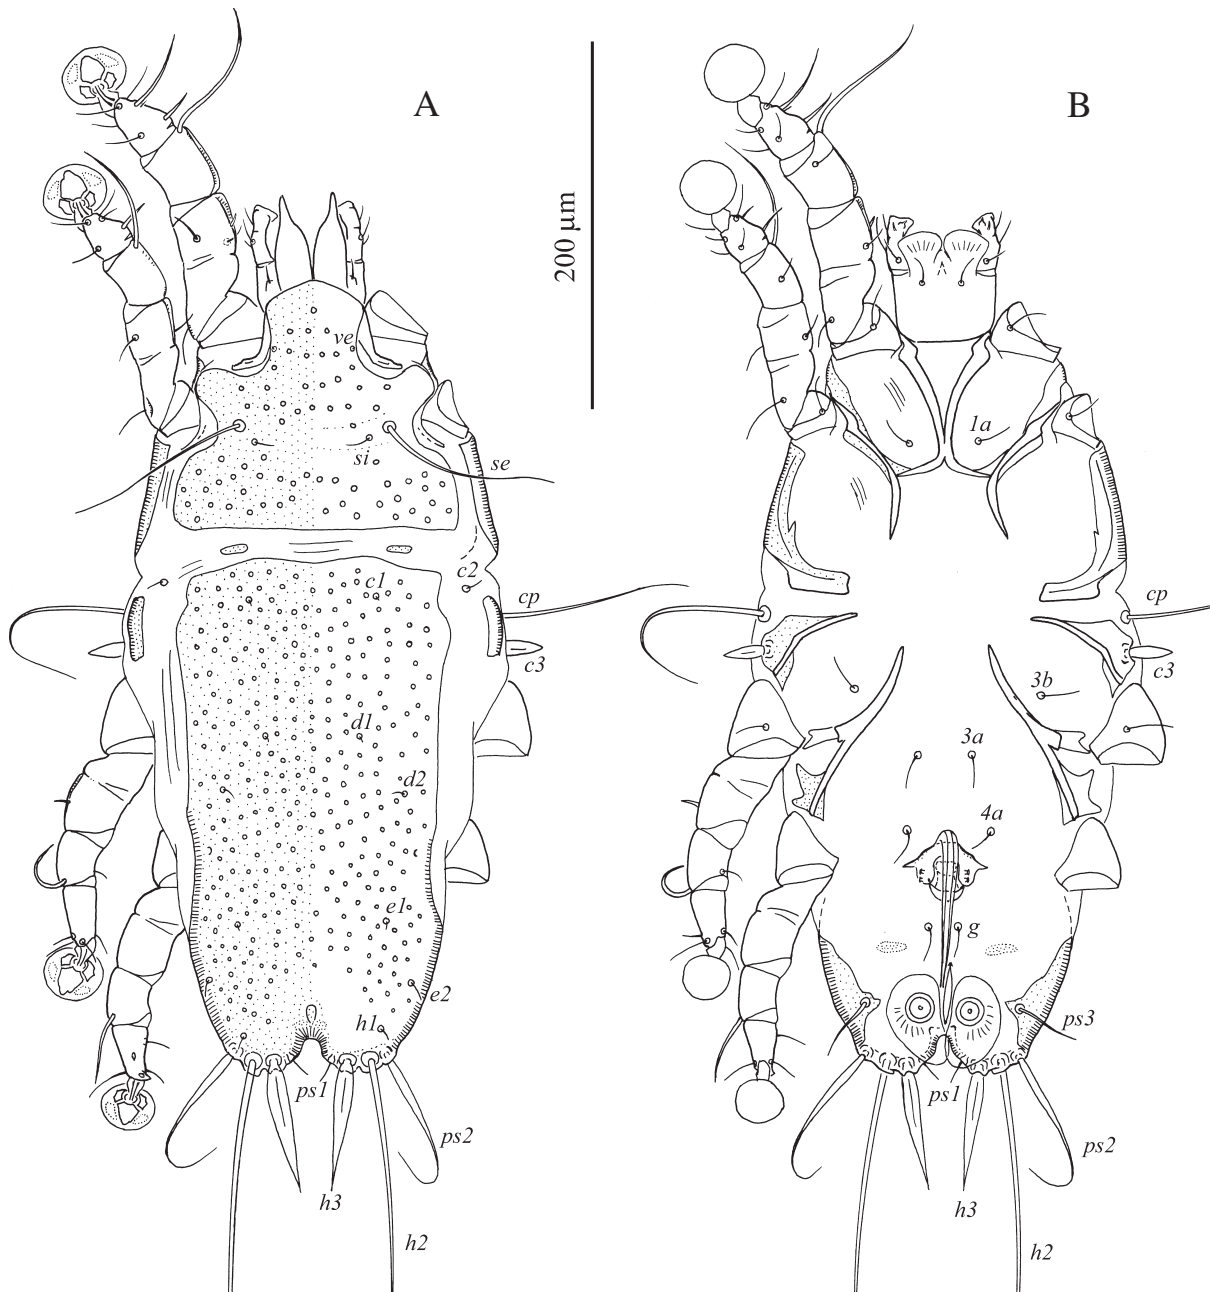 A
B
200 µm
ve
si
se
1a
c2
c1
cp
cp
c3
c3
3b
d1
3a
d2
4a
e1
g
e2
h1
ps3
ps1
ps1
ps2
ps2
h3
h3
h2
h2